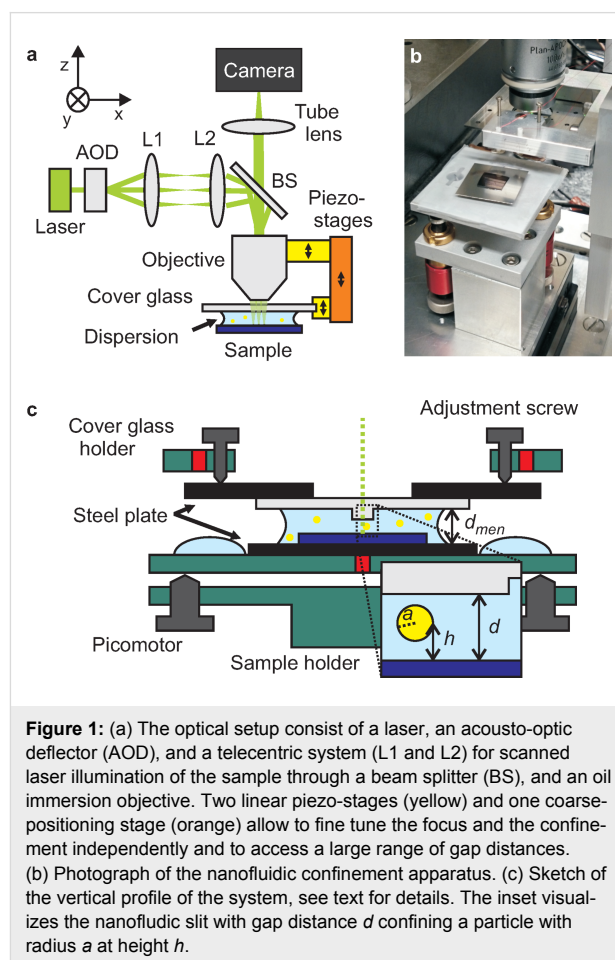 a
z
y
x
Camera
Tube
lens
AOD
L1
L2
BS
Laser
Piezo-
stages
Objective
Cover glass
Dispersion
Sample
b
Plan-APO
c
Cover glass
holder
Adjustment screw
Steel plate
dmen
a
h
d
Picomotor
Sample holder
Figure 1: (a) The optical setup consist of a laser, an acousto-optic
deflector (AOD), and a telecentric system (L1 and L2) for scanned
laser illumination of the sample through a beam splitter (BS), and an oil
immersion objective. Two linear piezo-stages (yellow) and one coarse-
positioning stage (orange) allow to fine tune the focus and the confine-
ment independently and to access a large range of gap distances.
(b) Photograph of the nanofluidic confinement apparatus. (c) Sketch of
the vertical profile of the system, see text for details. The inset visual-
izes the nanofludic slit with gap distance d confining a particle with
radius a at height h.